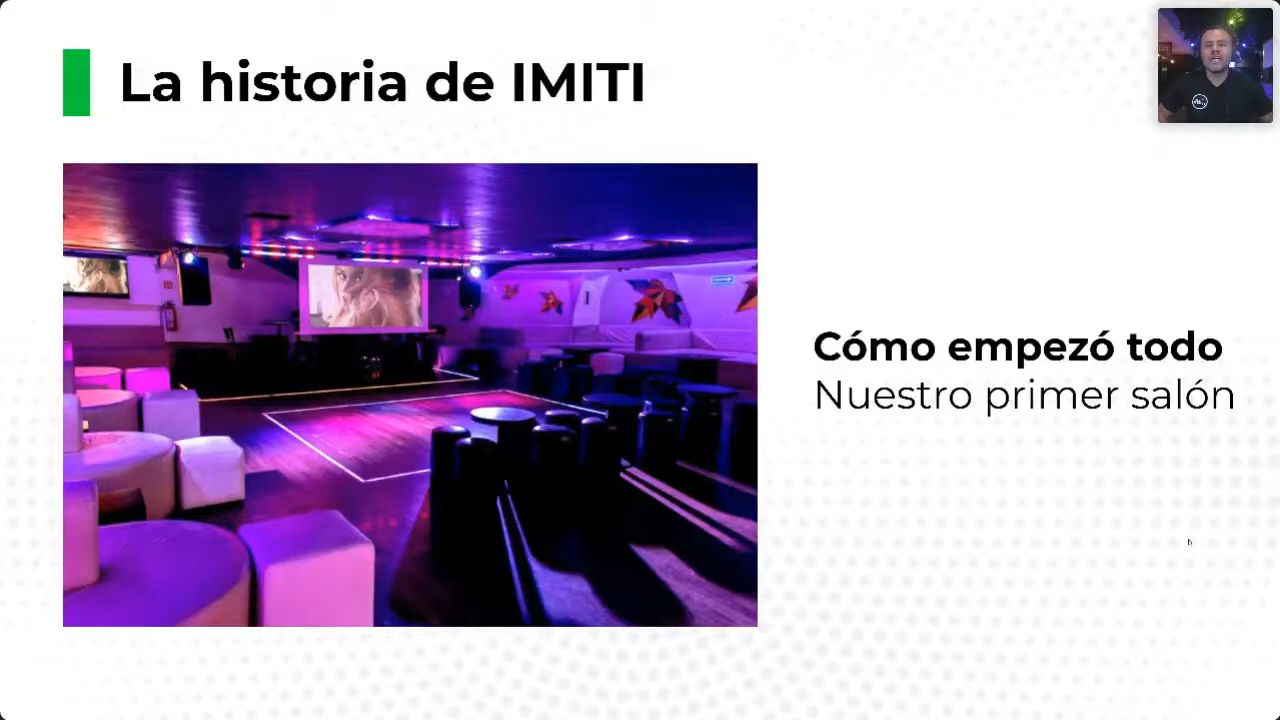 La historia de IMITI
Cómo empezó todo
Nuestro primer salón